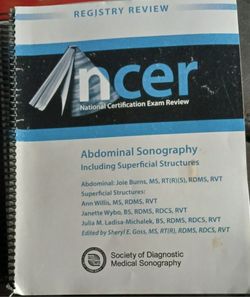 REGISTRY REVIEW
ncer
National Certification Exam Review
Abdominal Sonography
Including Superficial Structures
Abdominal: Joie Burns, MS, RT(R)(S), RDMS, RVT
Superficial Structures:
Ann Willis, MS, RDMS, RVT
Janette Wybo, BS, RDMS, RDCS, RVT
Julia M. Ladisa-Michalek, BS, RDMS, RDCS, RVT
Edited by Sheryl E. Goss, MS, RT(R), RDMS, RDCS, RVT
Society of Diagnostic
Medical Sonography